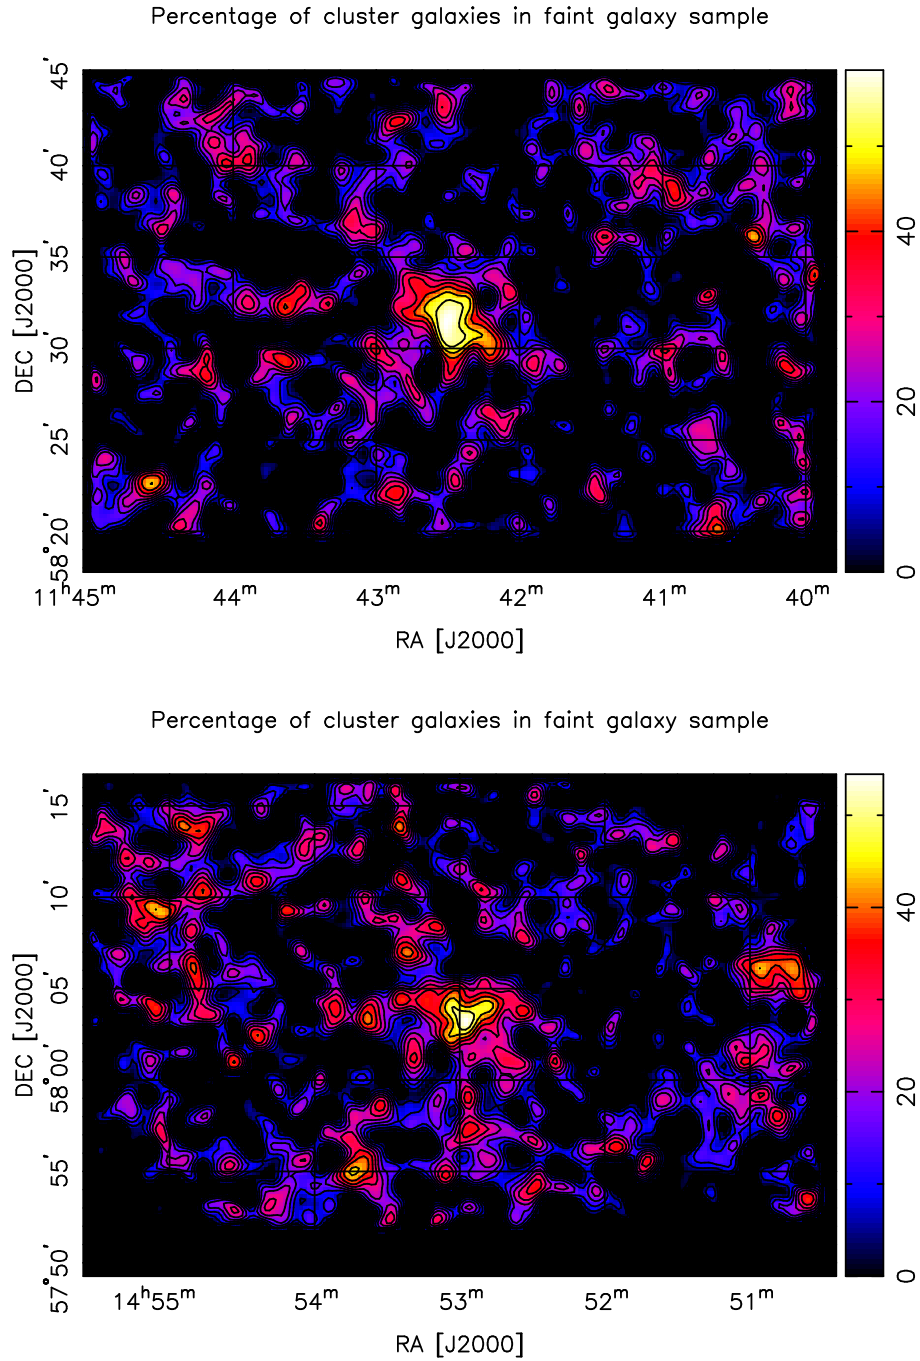 Percentage of cluster galaxies in faint galaxy sample
45′
40′
35′
30′
25′
58°20′
DEC [J2000]
40
20
0
11ʰ45ᵐ 44ᵐ 43ᵐ 42ᵐ 41ᵐ 40ᵐ
RA [J2000]
Percentage of cluster galaxies in faint galaxy sample
15′
10′
05′
58°00′
55′
57°50′
DEC [J2000]
40
20
0
14ʰ55ᵐ 54ᵐ 53ᵐ 52ᵐ 51ᵐ
RA [J2000]